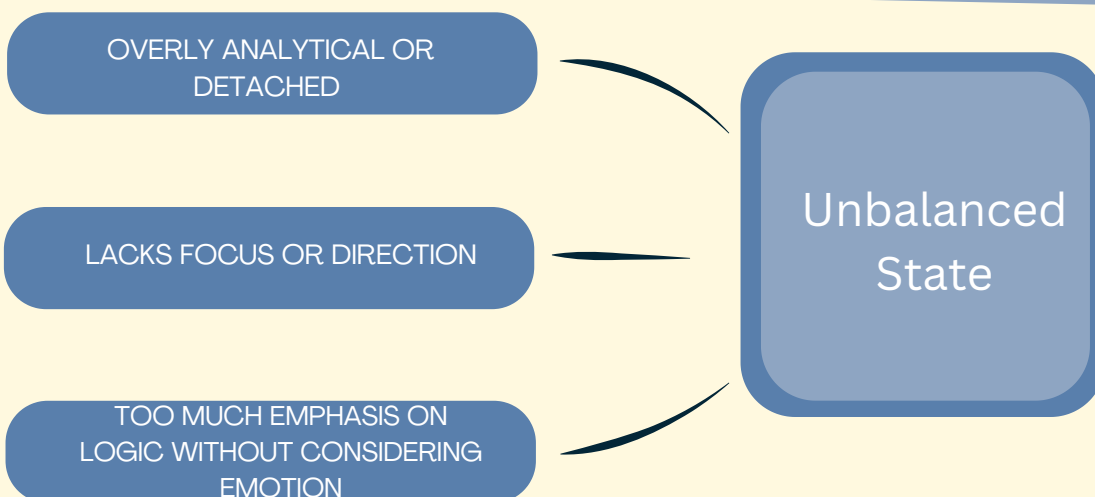 OVERLY ANALYTICAL OR
DETACHED
LACKS FOCUS OR DIRECTION
TOO MUCH EMPHASIS ON
LOGIC WITHOUT CONSIDERING
EMOTION
Unbalanced
State